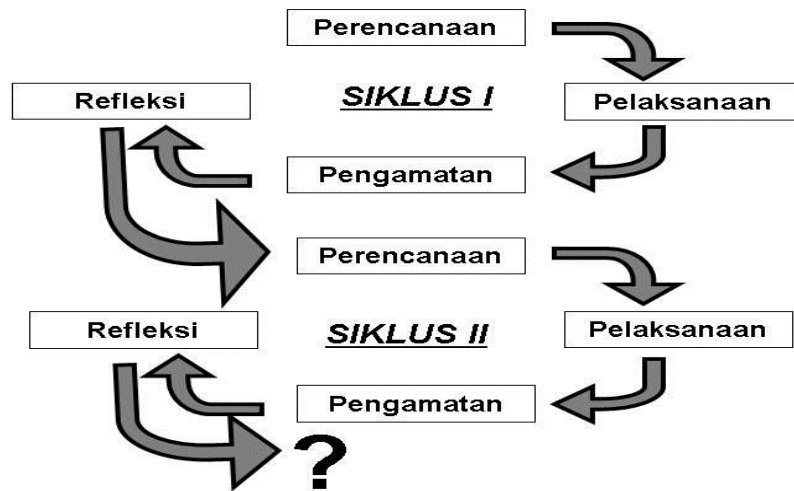 Perencanaan
Refleksi
SIKLUS I
Pelaksanaan
Pengamatan
Perencanaan
Refleksi
SIKLUS II
Pelaksanaan
Pengamatan
?